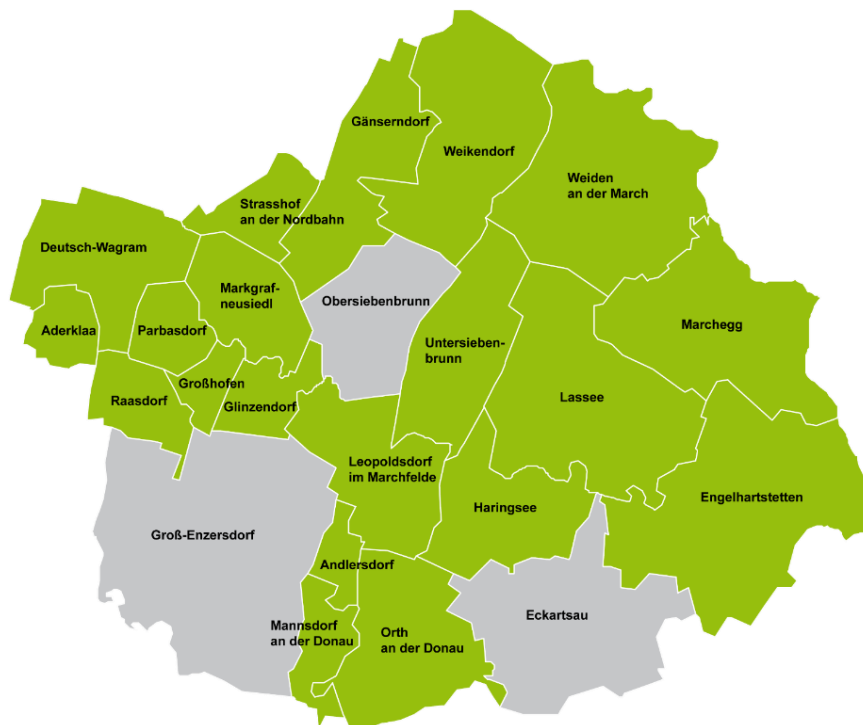 Gänserndorf
Weikendorf
Weiden
an der March
Strasshof
an der Nordbahn
Deutsch-Wagram
Markgraf-
neusiedl
Obersiebenbrunn
Aderklaa
Parbasdorf
Marchegg
Untersieben-
brunn
Großhofen
Raasdorf
Glinzendorf
Lassee
Leopoldsdorf
im Marchfelde
Engelhartstetten
Haringsee
Groß-Enzersdorf
Andlersdorf
Eckartsau
Mannsdorf
an der Donau
Orth
an der Donau